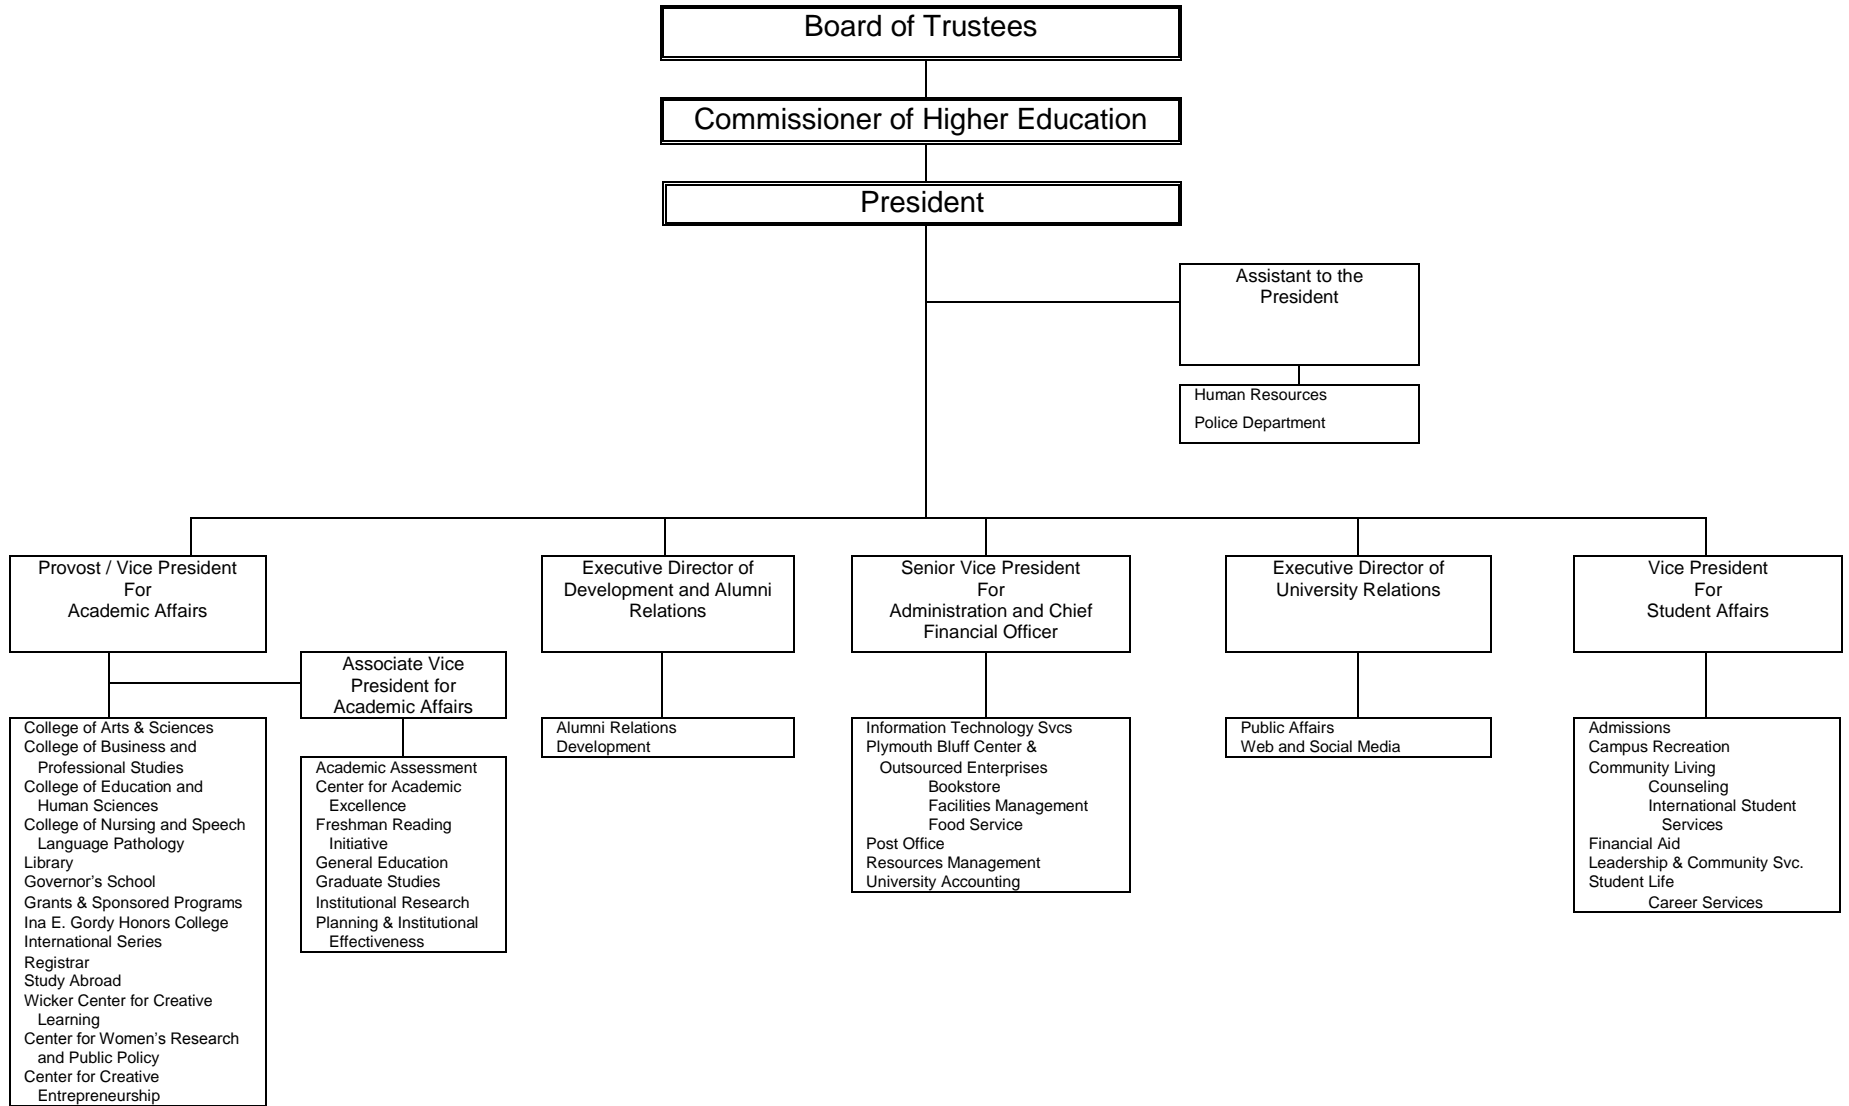 Board of Trustees
Commissioner of Higher Education
President
Assistant to the
President
Human Resources
Police Department
Provost / Vice President
For
Academic Affairs
Executive Director of
Development and Alumni
Relations
Senior Vice President
For
Administration and Chief
Financial Officer
Executive Director of
University Relations
Vice President
For
Student Affairs
Associate Vice
President for
Academic Affairs
College of Arts & Sciences
College of Business and
Professional Studies
College of Education and
Human Sciences
College of Nursing and Speech
Language Pathology
Library
Governor’s School
Grants & Sponsored Programs
Ina E. Gordy Honors College
International Series
Registrar
Study Abroad
Wicker Center for Creative
Learning
Center for Women’s Research
and Public Policy
Center for Creative
Entrepreneurship
Academic Assessment
Center for Academic
Excellence
Freshman Reading
Initiative
General Education
Graduate Studies
Institutional Research
Planning & Institutional
Effectiveness
Alumni Relations
Development
Information Technology Svcs
Plymouth Bluff Center &
Outsourced Enterprises
Bookstore
Facilities Management
Food Service
Post Office
Resources Management
University Accounting
Public Affairs
Web and Social Media
Admissions
Campus Recreation
Community Living
Counseling
International Student
Services
Financial Aid
Leadership & Community Svc.
Student Life
Career Services